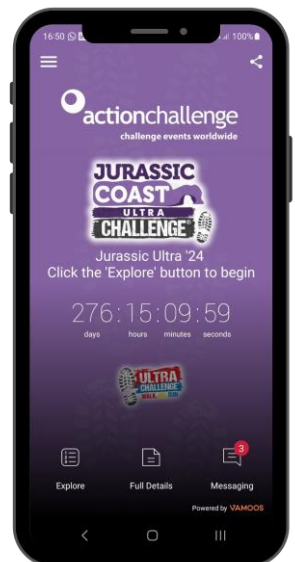 16:50
100%
actionchallenge
challenge events worldwide
JURASSIC
COAST
ULTRA
CHALLENGE
Jurassic Ultra '24
Click the 'Explore' button to begin
276:15:09:59
days hours minutes seconds
ULTRA
CHALLENGE
3
Explore Full Details Messaging
Powered by VAMOOS